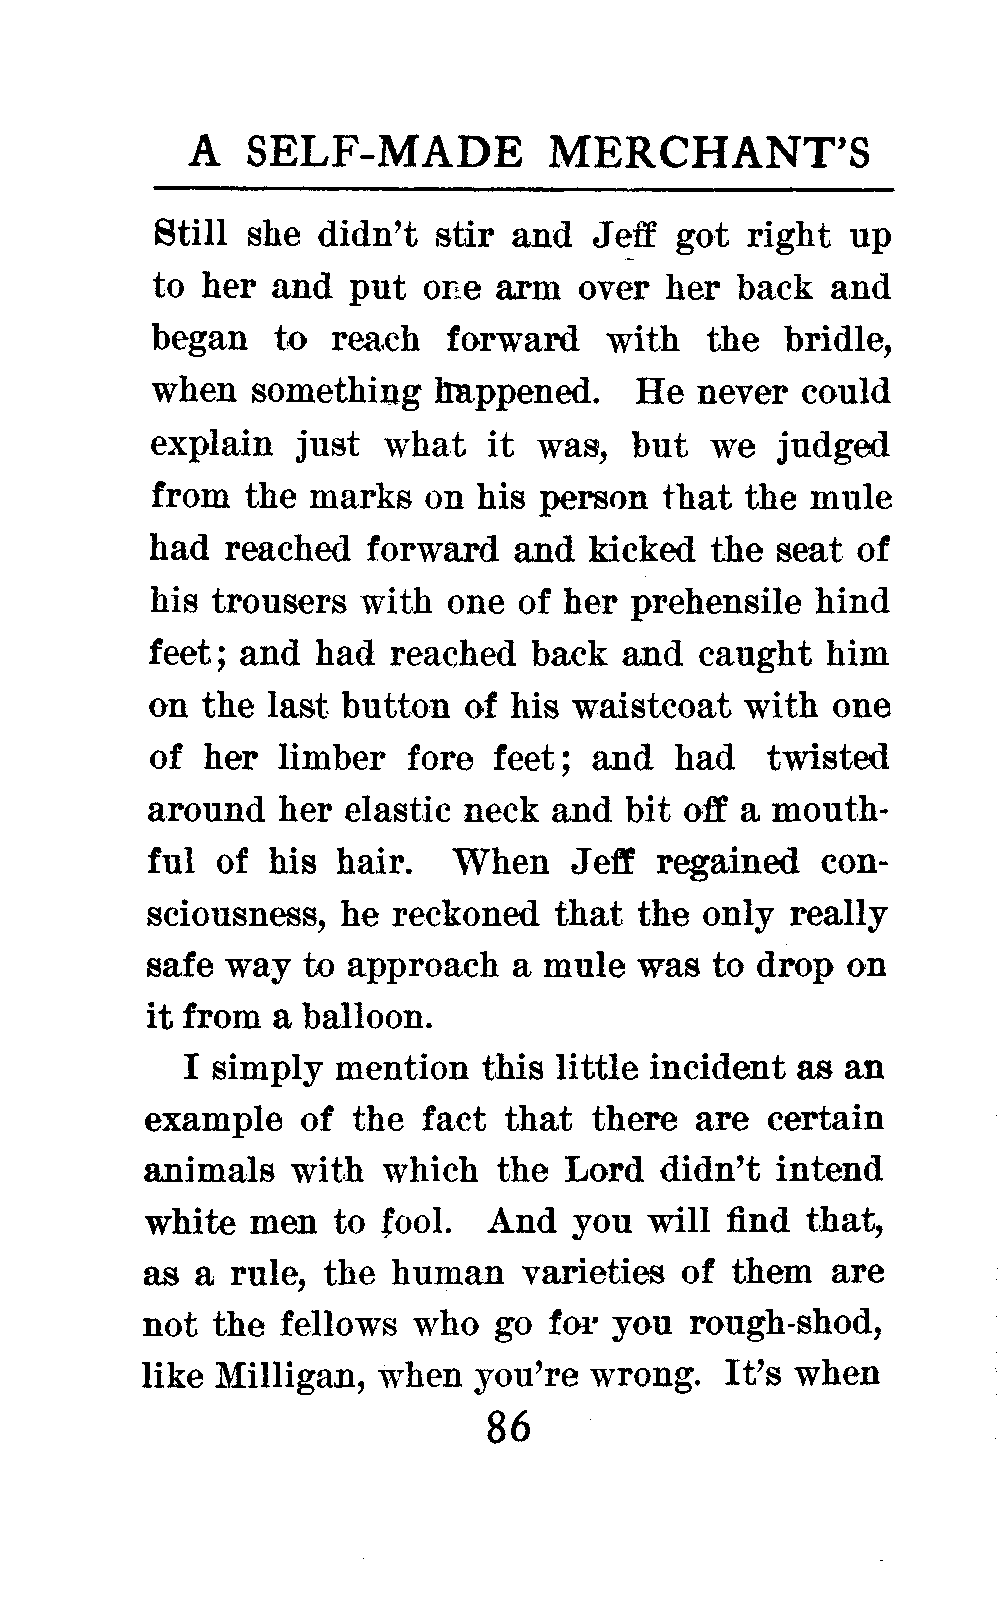 A SELF-MADE MERCHANT'S
Still she didn't stir and Jeff got right up
to her and put one arm over her back and
began to reach forward with the bridle,
when something happened. He never could
explain just what it was, but we judged
from the marks on his person that the mule
had reached forward and kicked the seat of
his trousers with one of her prehensile hind
feet; and had reached back and caught him
on the last button of his waistcoat with one
of her limber fore feet; and had twisted
around her elastic neck and bit off a mouth-
ful of his hair. When Jeff regained con-
sciousness, he reckoned that the only really
safe way to approach a mule was to drop on
it from a balloon.
I simply mention this little incident as an
example of the fact that there are certain
animals with which the Lord didn't intend
white men to fool. And you will find that,
as a rule, the human varieties of them are
not the fellows who go for you rough-shod,
like Milligan, when you're wrong. It's when
86